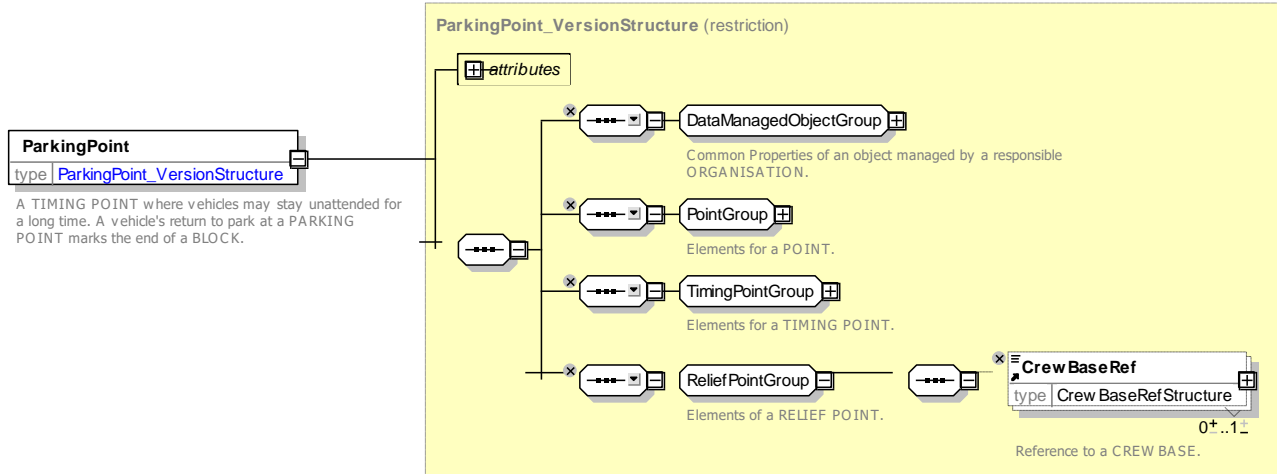 ParkingPoint_VersionStructure (restriction)
attributes
DataManagedObjectGroup
Common Properties of an object managed by a responsible
ORGANISATION.
ParkingPoint
type ParkingPoint_VersionStructure
A TIMING POINT where vehicles may stay unattended for
a long time. A vehicle's return to park at a PARKING
POINT marks the end of a BLOCK.
PointGroup
Elements for a POINT.
TimingPointGroup
Elements for a TIMING POINT.
ReliefPointGroup
Elements of a RELIEF POINT.
CrewBaseRef
type CrewBaseRefStructure
0..1
Reference to a CREW BASE.